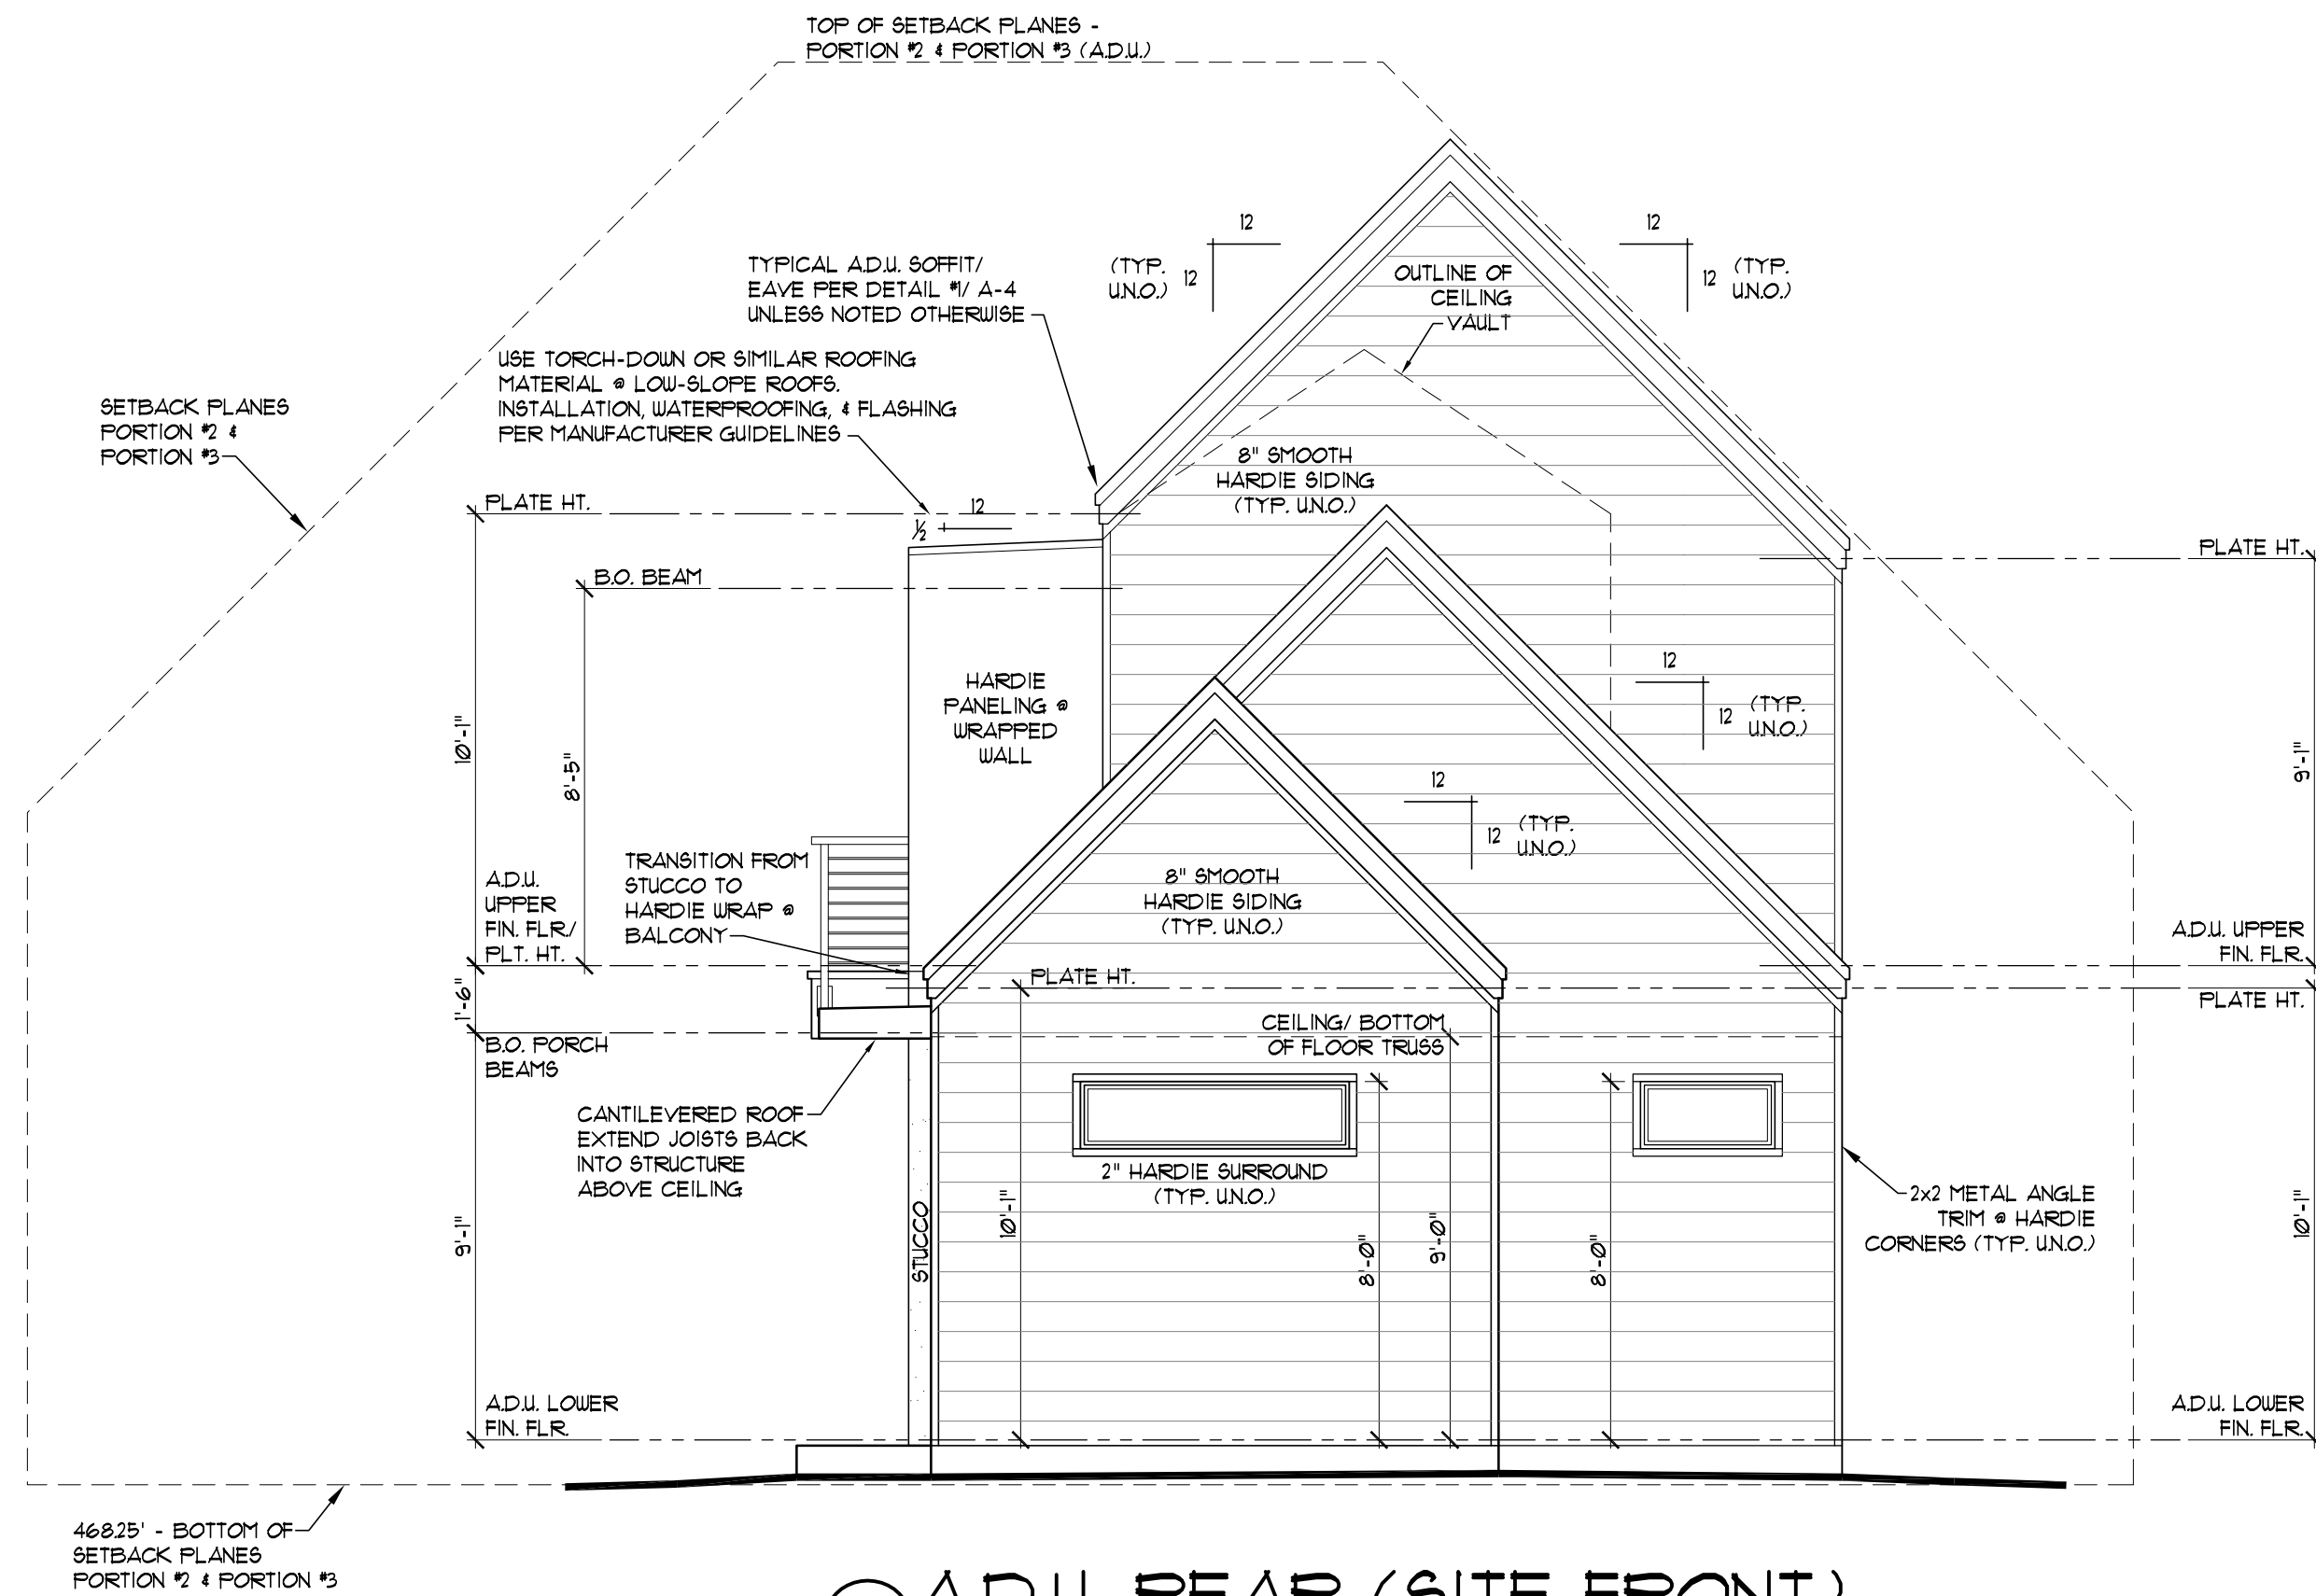 TOP OF SETBACK PLANES -
PORTION #2 & PORTION #3 (A.D.U.)
12
12
(TYP.
U.N.O.)
12
12
(TYP.
U.N.O.)
TYPICAL A.D.U. SOFFIT/
EAVE PER DETAIL #1/ A-4
UNLESS NOTED OTHERWISE
OUTLINE OF
CEILING
VAULT
USE TORCH-DOWN OR SIMILAR ROOFING
MATERIAL @ LOW-SLOPE ROOFS.
INSTALLATION, WATERPROOFING, & FLASHING
PER MANUFACTURER GUIDELINES
SETBACK PLANES
PORTION #2 &
PORTION #3
8" SMOOTH
HARDIE SIDING
(TYP. U.N.O.)
PLATE HT.
12
½
PLATE HT.
B.O. BEAM
HARDIE
PANELING @
WRAPPED
WALL
12
12
(TYP.
U.N.O.)
10'-1"
8'-5"
9'-1"
12
12
(TYP.
U.N.O.)
TRANSITION FROM
STUCCO TO
HARDIE WRAP @
BALCONY
A.D.U.
UPPER
FIN. FLR./
PLT. HT.
8" SMOOTH
HARDIE SIDING
(TYP. U.N.O.)
A.D.U. UPPER
FIN. FLR.
PLATE HT.
PLATE HT.
1'-6"
B.O. PORCH
BEAMS
CEILING/ BOTTOM
OF FLOOR TRUSS
CANTILEVERED ROOF
EXTEND JOISTS BACK
INTO STRUCTURE
ABOVE CEILING
2" HARDIE SURROUND
(TYP. U.N.O.)
2x2 METAL ANGLE
TRIM @ HARDIE
CORNERS (TYP. U.N.O.)
9'-1"
STUCCO
10'-1"
8'-0"
9'-0"
8'-0"
10'-1"
A.D.U. LOWER
FIN. FLR.
A.D.U. LOWER
FIN. FLR.
468.25' - BOTTOM OF
SETBACK PLANES
PORTION #2 & PORTION #3
A.D.U. REAR (SITE FRONT)